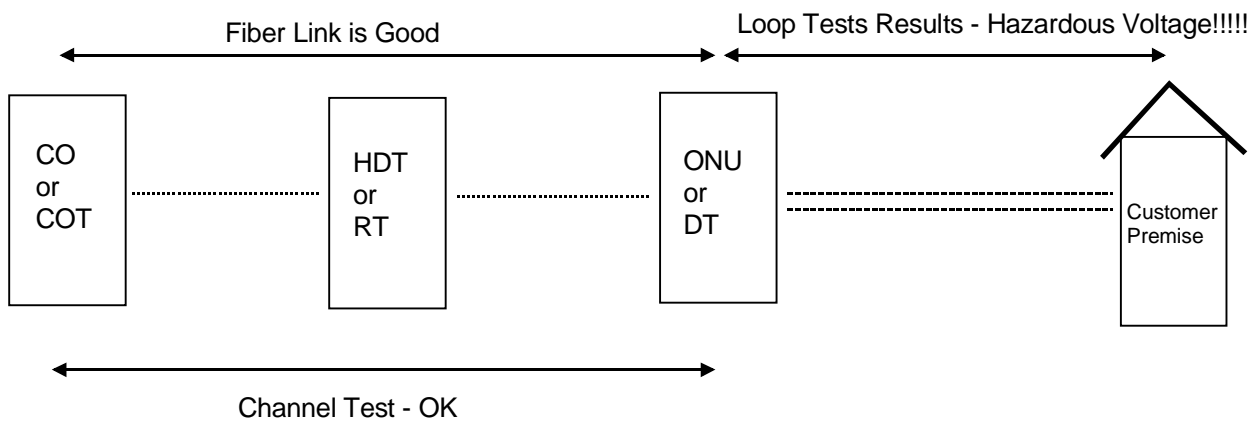 Fiber Link is Good
Loop Tests Results - Hazardous Voltage!!!!!
CO
or
COT
HDT
or
RT
ONU
or
DT
Customer
Premise
Channel Test - OK